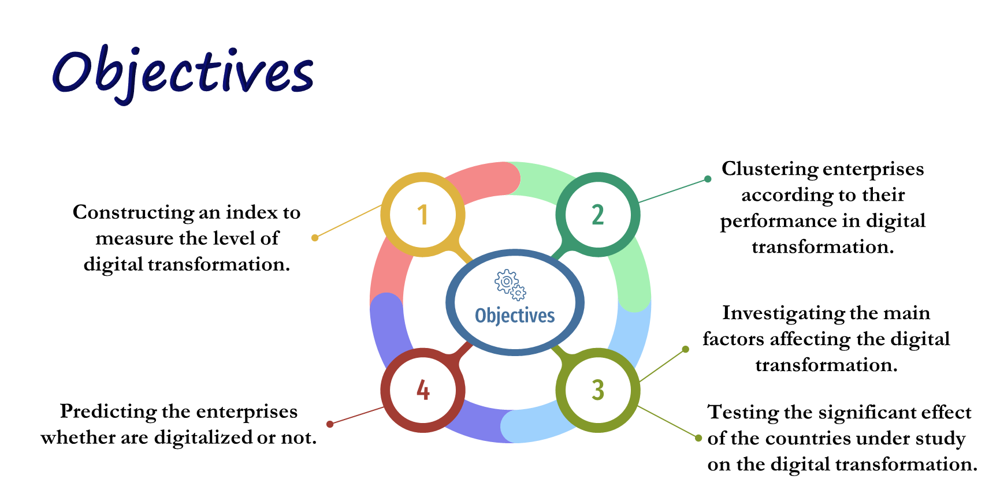 Objectives
1
Constructing an index to
measure the level of
digital transformation.
2
Clustering enterprises
according to their
performance in digital
transformation.
Objectives
3
Investigating the main
factors affecting the digital
transformation.
Testing the significant effect
of the countries under study
on the digital transformation.
4
Predicting the enterprises
whether are digitalized or not.